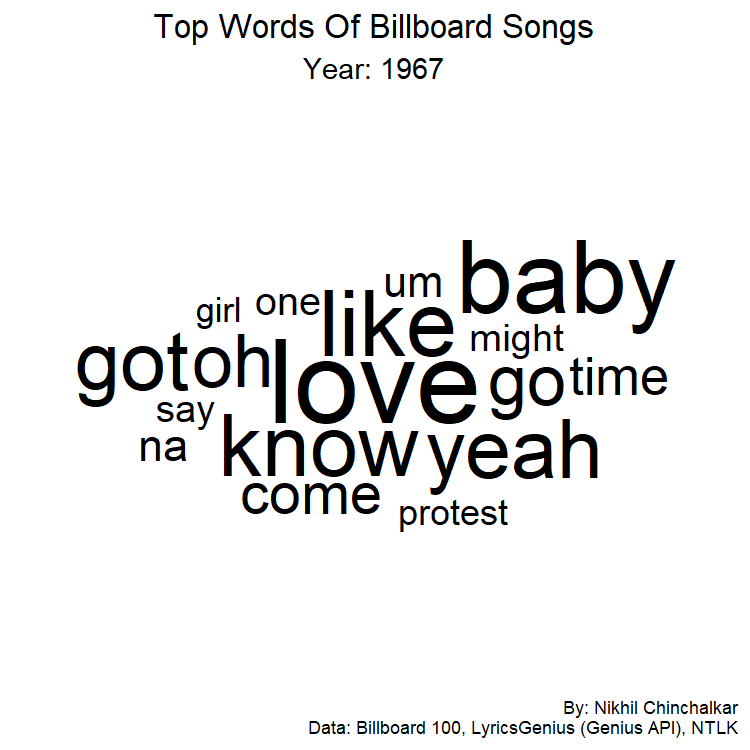 Top Words Of Billboard Songs
Year: 1967
baby
um
girl
one
like
might
got
oh
love
go
time
say
na
know
yeah
come
protest
By: Nikhil Chinchalkar
Data: Billboard 100, LyricsGenius (Genius API), NTLK